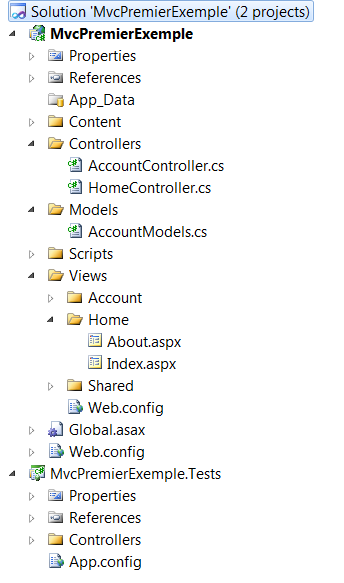 Solution 'MvcPremierExemple' (2 projects)
MvcPremierExemple
Properties
References
App_Data
Content
Controllers
AccountController.cs
HomeController.cs
Models
AccountModels.cs
Scripts
Views
Account
Home
About.aspx
Index.aspx
Shared
Web.config
Global.asax
Web.config
MvcPremierExemple.Tests
Properties
References
Controllers
App.config